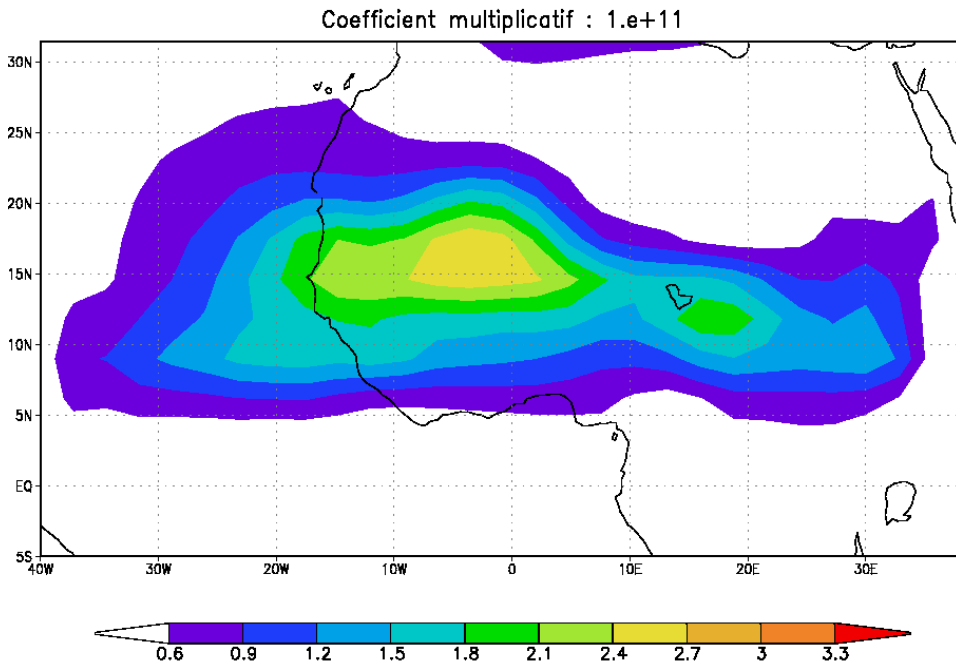 Coefficient multiplicatif : 1.e+11
30N
25N
20N
15N
10N
5N
EQ
5S
40W 30W 20W 10W 0 10E 20E 30E
0.6 0.9 1.2 1.5 1.8 2.1 2.4 2.7 3 3.3